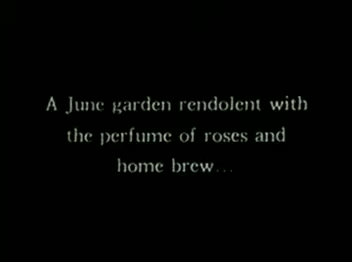 A June garden rendolent with
the perfume of roses and
home brew...